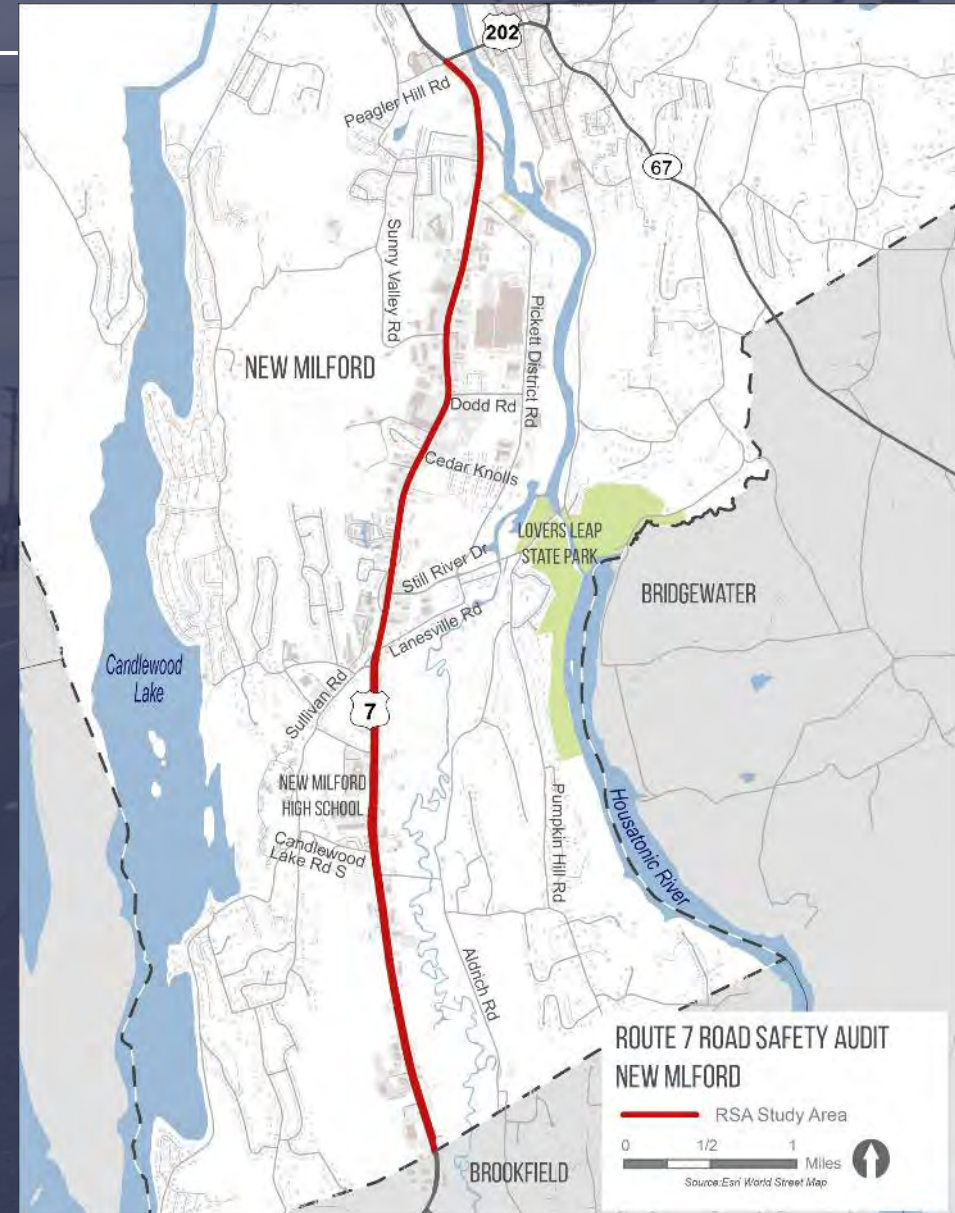 202
Peagler Hill Rd
67
Sunny Valley Rd
Pickett District Rd
NEW MILFORD
Dodd Rd
Cedar Knolls
LOVERS LEAP
STATE PARK
Still River Dr
BRIDGEWATER
Lanesville Rd
Candlewood
Lake
Sullivan Rd
7
NEW MILFORD
HIGH SCHOOL
Pumpkin Hill Rd
Housatonic River
Candlewood
Lake Rd S
Aldrich Rd
ROUTE 7 ROAD SAFETY AUDIT
NEW MLFORD
RSA Study Area
0 1/2 1
Miles
Source:Esri World Street Map
BROOKFIELD